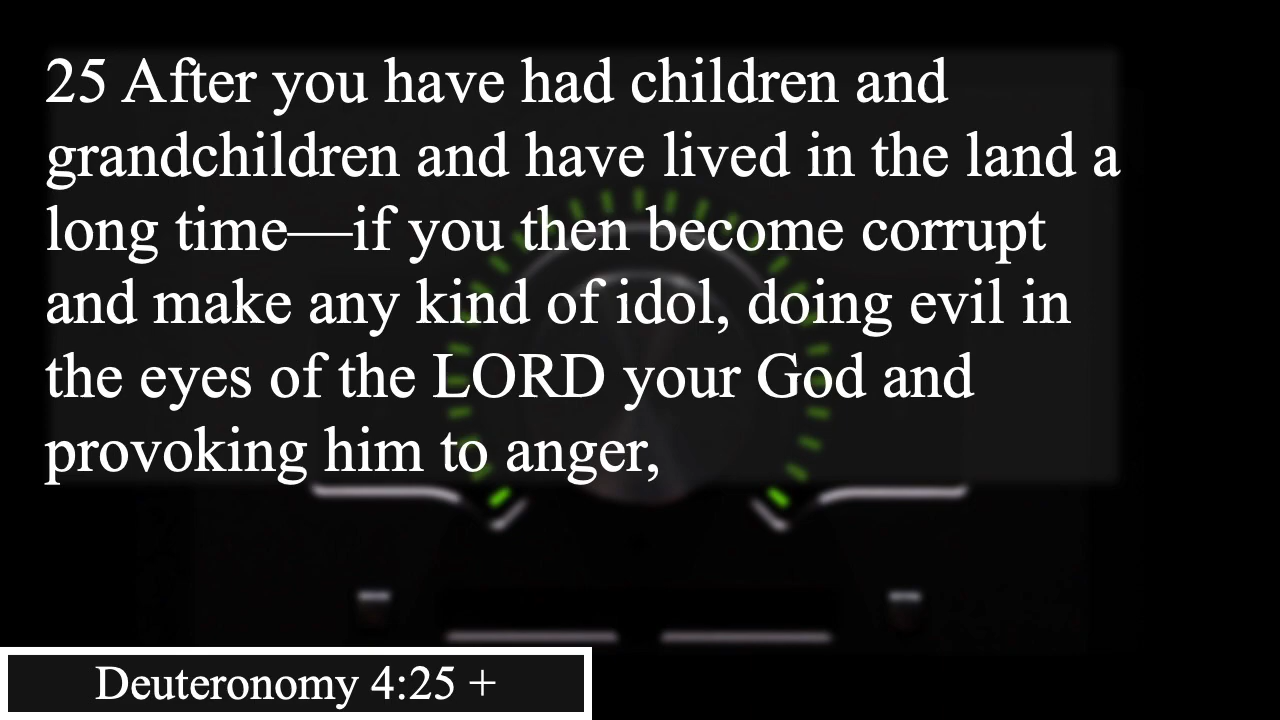 25 After you have had children and
grandchildren and have lived in the land a
long time—if you then become corrupt
and make any kind of idol, doing evil in
the eyes of the LORD your God and
provoking him to anger,
Deuteronomy 4:25 +